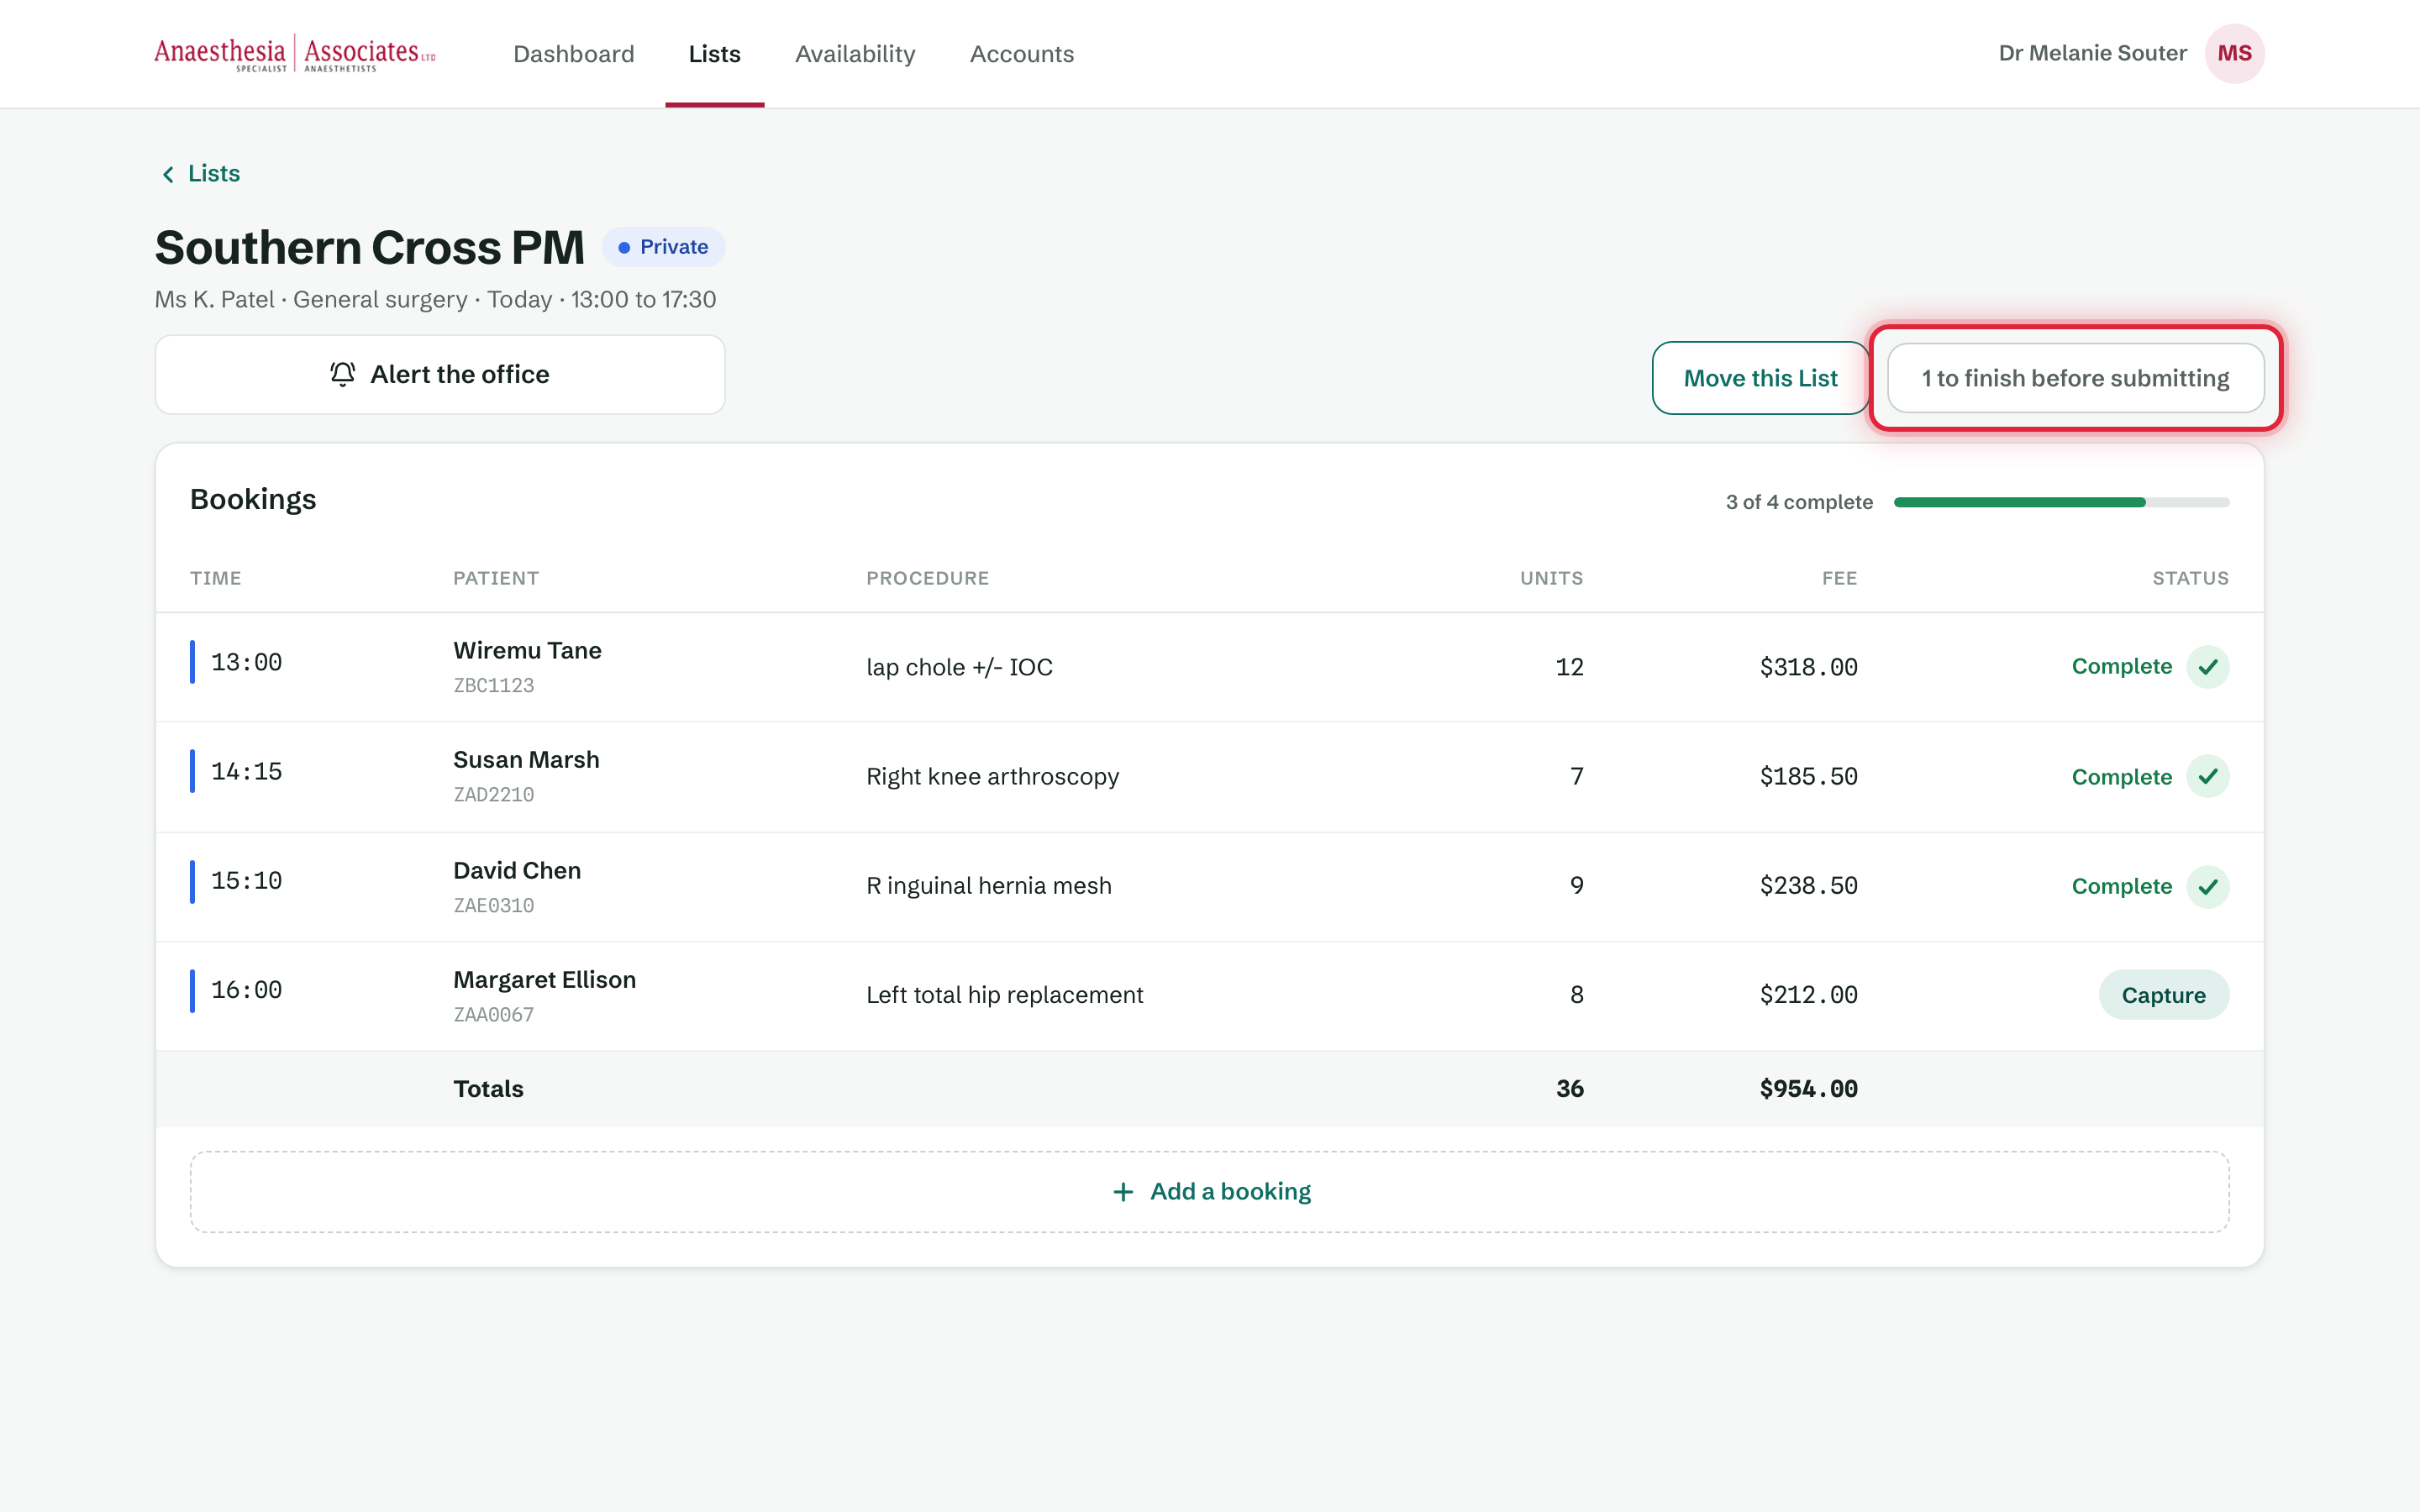 Anaesthesia | Associates LTD
SPECIALIST ANAESTHETISTS
Dashboard
Lists
Availability
Accounts
Dr Melanie Souter
MS
Lists
Southern Cross PM
Private
Ms K. Patel · General surgery · Today · 13:00 to 17:30
Alert the office
Move this List
1 to finish before submitting
Bookings
3 of 4 complete
TIME PATIENT PROCEDURE UNITS FEE STATUS
13:00 Wiremu Tane lap chole +/- IOC 12 $318.00 Complete
ZBC1123
14:15 Susan Marsh Right knee arthroscopy 7 $185.50 Complete
ZAD2210
15:10 David Chen R inguinal hernia mesh 9 $238.50 Complete
ZAE0310
16:00 Margaret Ellison Left total hip replacement 8 $212.00 Capture
ZAA0067
Totals 36 $954.00
+ Add a booking